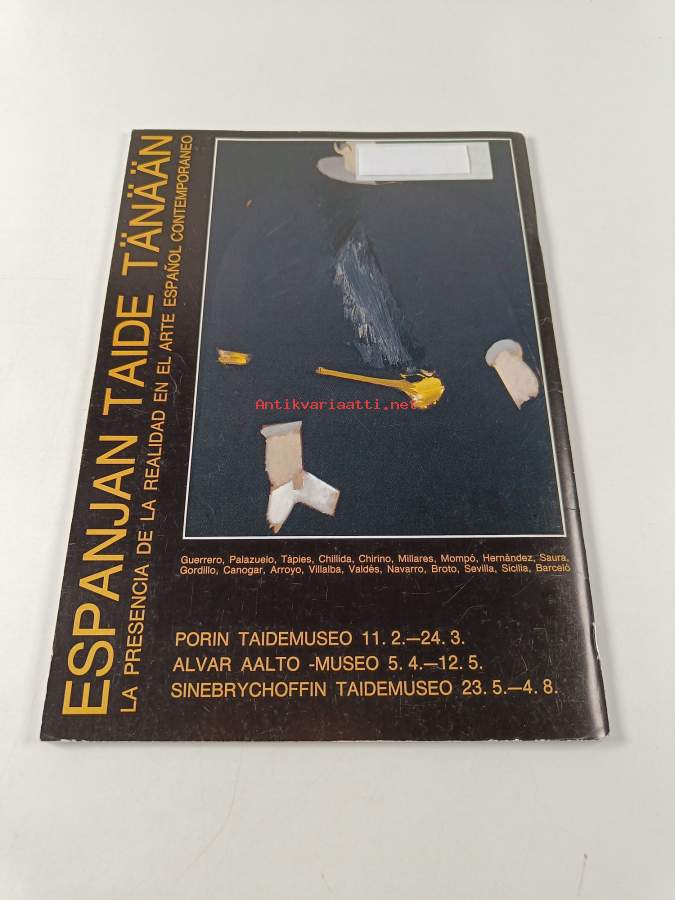 ESPANJAN TAIDE TÄNÄÄN
LA PRESENCIA DE LA REALIDAD EN EL ARTE ESPAÑOL CONTEMPORANEO
Antikvariaatti.net
Guerrero, Palazuelo, Tàpies, Chillida, Chirino, Millares, Mompó, Hernández, Saura,
Gordillo, Canogar, Arroyo, Villalba, Valdés, Navarro, Broto, Sevilla, Sicilia, Barceló
PORIN TAIDEMUSEO 11. 2.—24. 3.
ALVAR AALTO -MUSEO 5. 4.—12. 5.
SINEBRYCHOFFIN TAIDEMUSEO 23. 5.—4. 8.